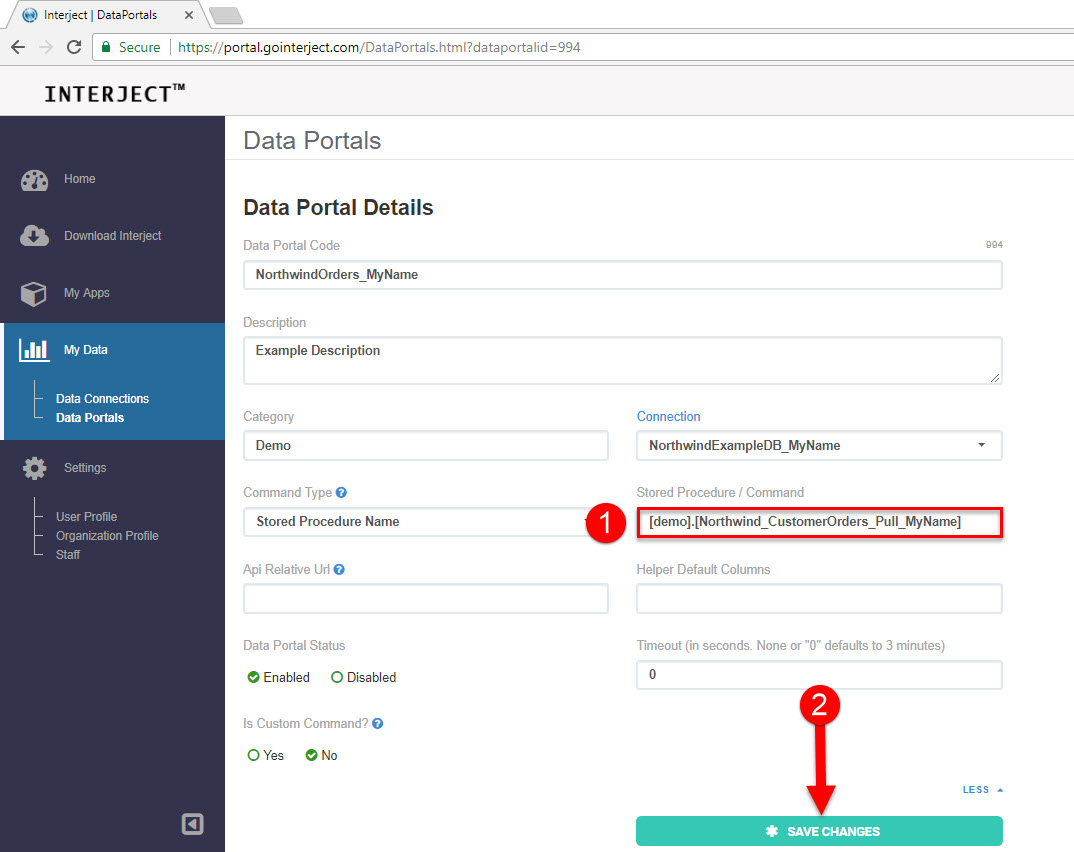 Interject | DataPortals
Secure https://portal.gointerject.com/DataPortals.html?dataportalid=994
INTERJECT™
Home
Download Interject
My Apps
My Data
Data Connections
Data Portals
Settings
User Profile
Organization Profile
Staff
Data Portals
Data Portal Details
Data Portal Code 994
NorthwindOrders_MyName
Description
Example Description
Category Connection
Demo NorthwindExampleDB_MyName
Command Type ? Stored Procedure / Command
Stored Procedure Name 1 [demo].[Northwind_CustomerOrders_Pull_MyName]
Api Relative Url ? Helper Default Columns
Data Portal Status Timeout (in seconds. None or "0" defaults to 3 minutes)
Enabled Disabled 0
2
Is Custom Command? ?
Yes No
LESS
SAVE CHANGES